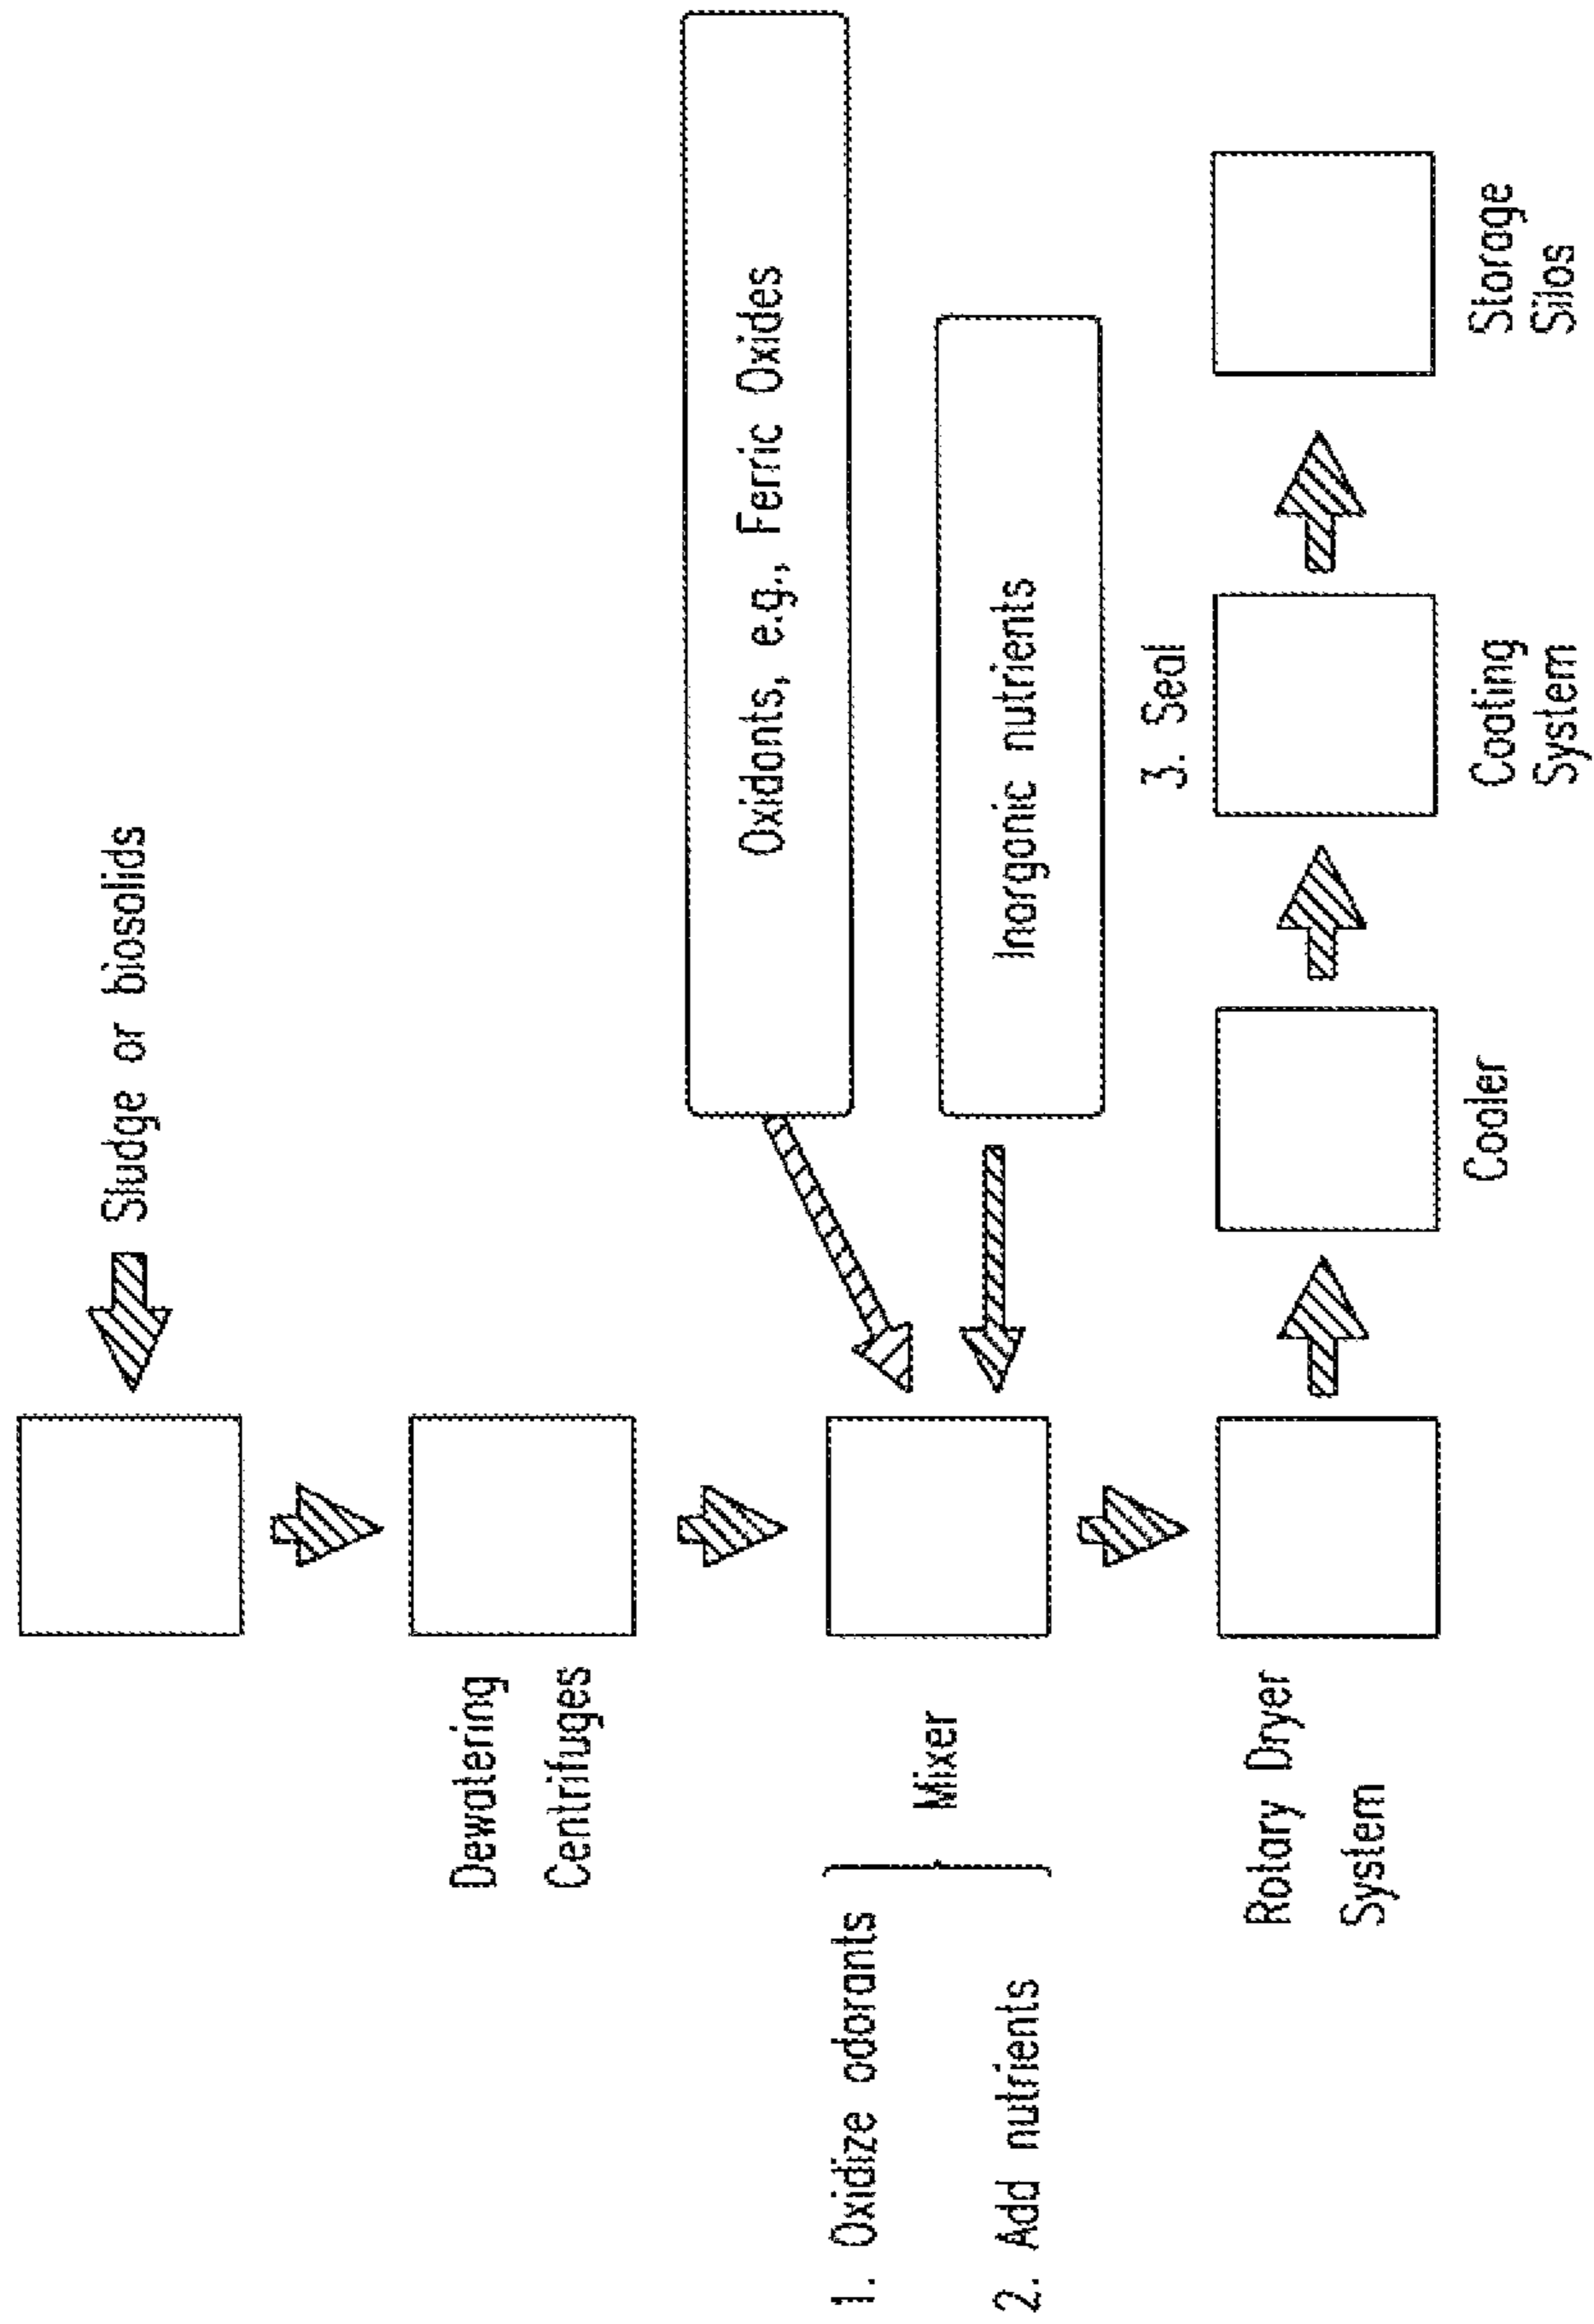 Sludge or biosolids
Dewatering
Centrifuges
Oxidants, e.g., Ferric Oxides
1. Oxidize odorants
Mixer
2. Add nutrients
Inorganic nutrients
3. Seal
Rotary Dryer
System
Cooler
Coating
System
Storage
Silos